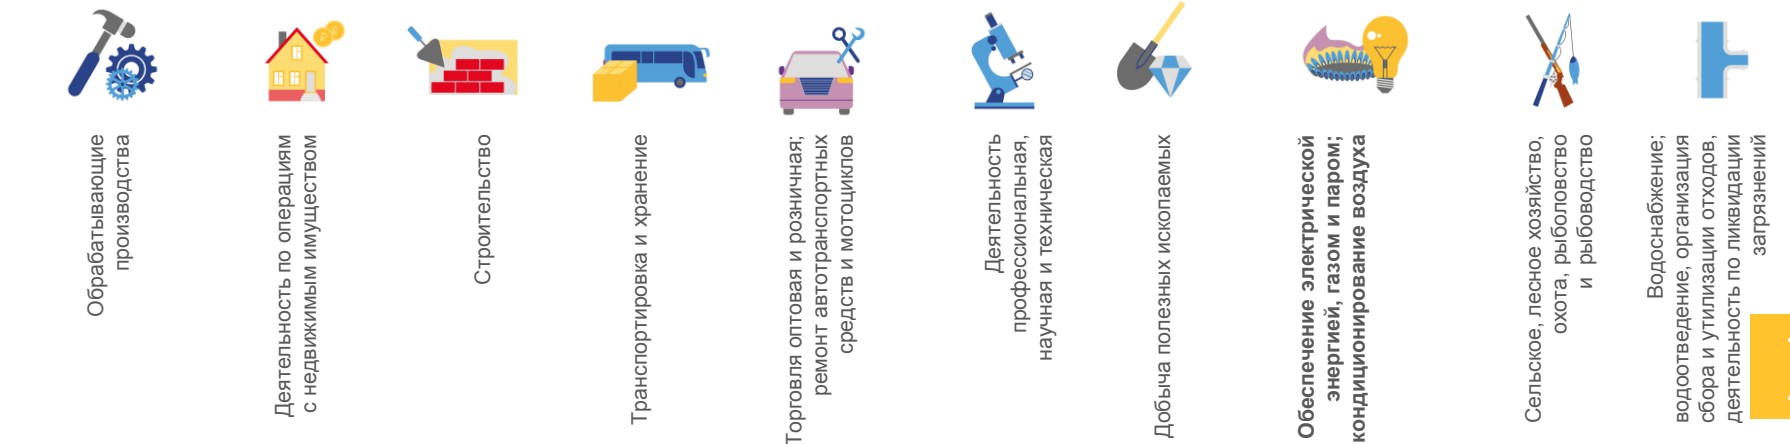 Обрабатывающие
производства
Деятельность по операциям
с недвижимым имуществом
Строительство
Транспортировка и хранение
Торговля оптовая и розничная;
ремонт автотранспортных
средств и мотоциклов
Деятельность
профессиональная,
научная и техническая
Добыча полезных ископаемых
Обеспечение электрической
энергией, газом и паром;
кондиционирование воздуха
Сельское, лесное хозяйство,
охота, рыболовство
и рыбоводство
Водоснабжение;
водоотведение, организация
сбора и утилизации отходов,
деятельность по ликвидации
загрязнений